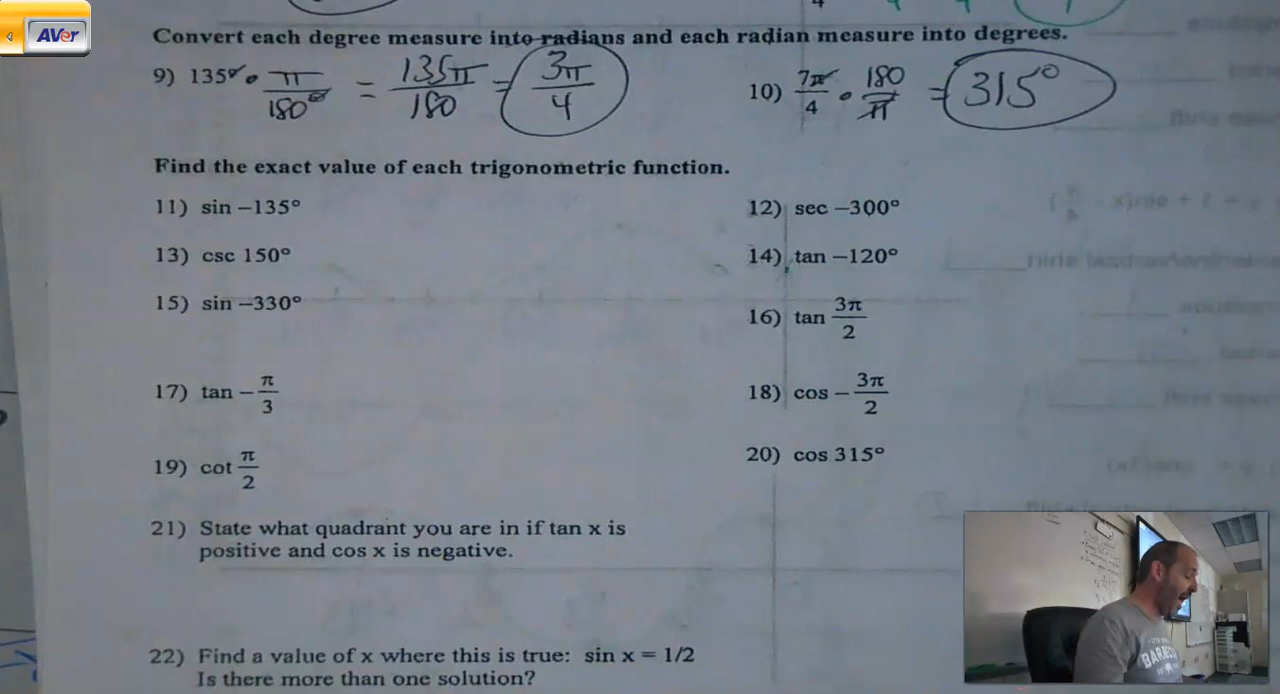 AVer
Convert each degree measure into radians and each radian measure into degrees.
9) 135° • π/180° = 135π/180 = 3π/4
10) 7π/4 • 180/π = 315°
Find the exact value of each trigonometric function.
11) sin −135°
12) sec −300°
13) csc 150°
14) tan −120°
15) sin −330°
16) tan 3π/2
17) tan − π/3
18) cos − 3π/2
19) cot π/2
20) cos 315°
21) State what quadrant you are in if tan x is
positive and cos x is negative.
22) Find a value of x where this is true: sin x = 1/2
Is there more than one solution?